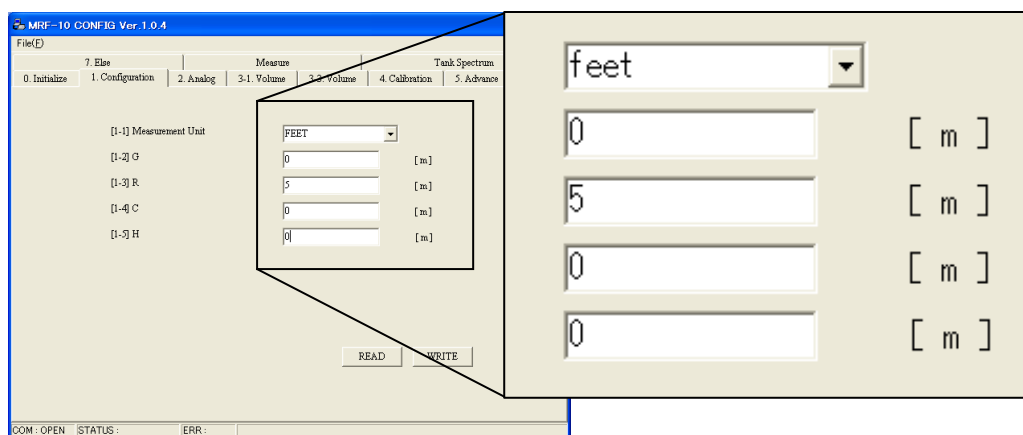 MRF-10 CONFIG Ver.1.0.4
File(F)
7. Else Measure Tank Spectrum
0. Initialize 1. Configuration 2. Analog 3-1. Volume 3-2. Volume 4. Calibration 5. Advance
[1-1] Measurement Unit FEET
[1-2] G 0 [m]
[1-3] R 5 [m]
[1-4] C 0 [m]
[1-5] H 0 [m]
READ WRITE
COM : OPEN STATUS : ERR :
feet
0 [ m ]
5 [ m ]
0 [ m ]
0 [ m ]